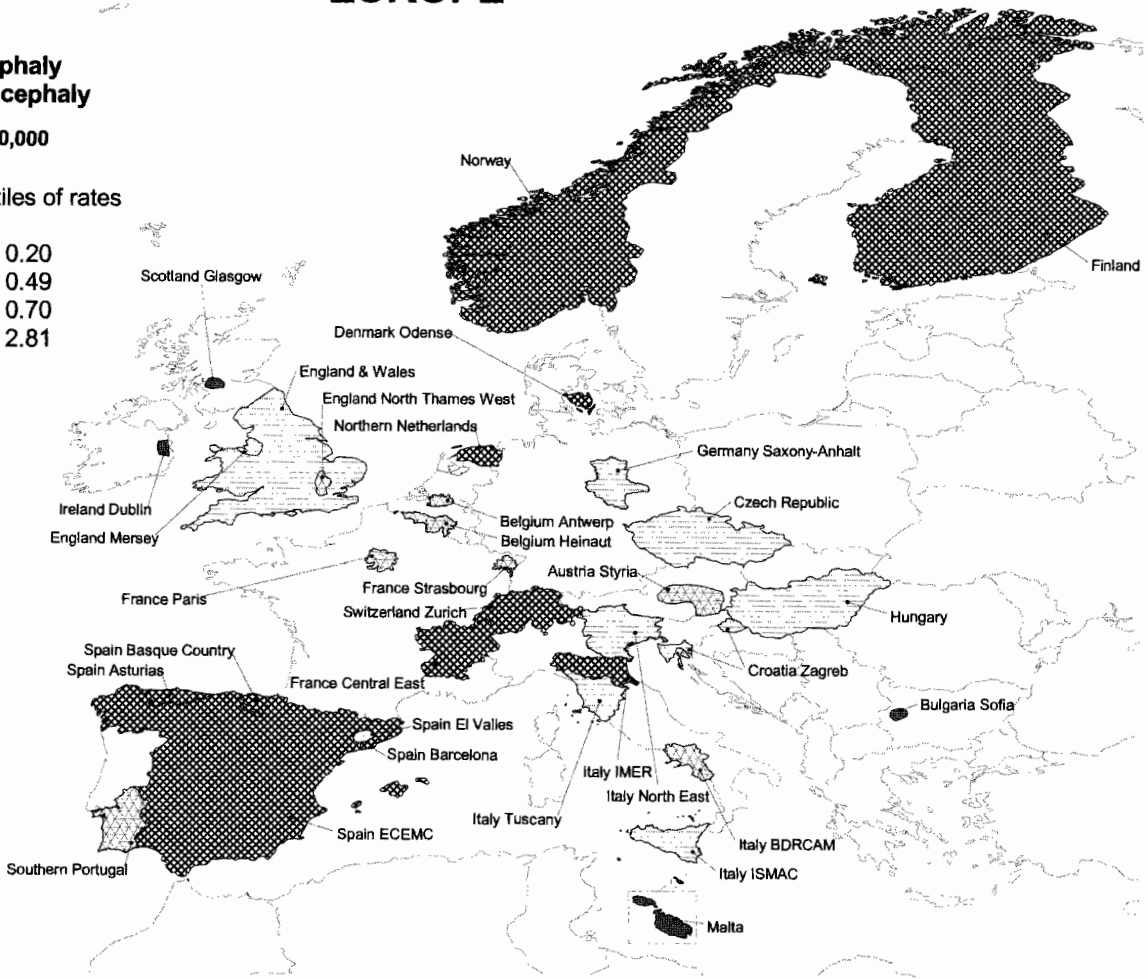 phaly
cephaly
0,000
tiles of rates
0.20
0.49
0.70
2.81
Norway
Finland
Scotland Glasgow
Denmark Odense
England & Wales
England North Thames West
Northern Netherlands
Germany Saxony-Anhalt
Czech Republic
Ireland Dublin
England Mersey
Belgium Antwerp
Belgium Heinaut
Austria Styria
France Strasbourg
France Paris
Switzerland Zurich
Hungary
Spain Basque Country
Spain Asturias
France Central East
Croatia Zagreb
Bulgaria Sofia
Spain El Valles
Spain Barcelona
Italy IMER
Italy North East
Italy Tuscany
Spain ECEMC
Italy BDRCAM
Southern Portugal
Italy ISMAC
Malta